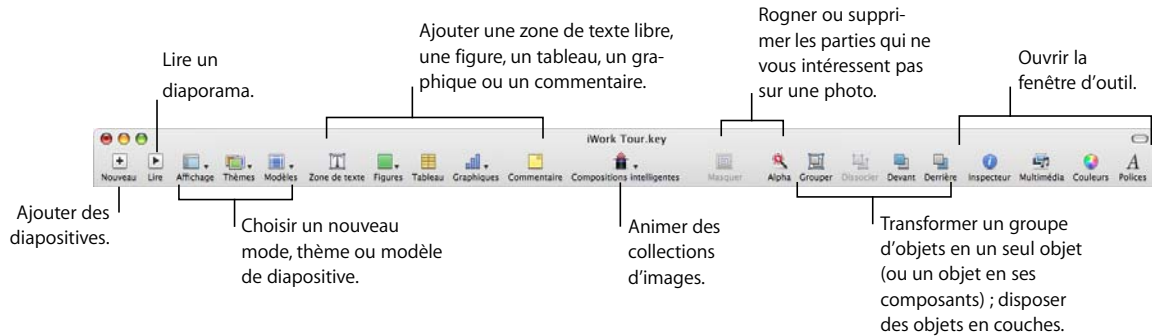 Rogner ou suppri-
mer les parties qui ne
vous intéressent pas
sur une photo.
Ajouter une zone de texte libre,
une figure, un tableau, un gra-
phique ou un commentaire.
Lire un
diaporama.
Ouvrir la
fenêtre d’outil.
iWork Tour.key
Nouveau Lire Affichage Thèmes Modèles Zone de texte Figures Tableau Graphiques Commentaire Compositions intelligentes Masquer Alpha Grouper Dissocier Devant Derrière Inspecteur Multimédia Couleurs Polices
Ajouter des
diapositives.
Choisir un nouveau
mode, thème ou modèle
de diapositive.
Animer des
collections
d’images.
Transformer un groupe
d’objets en un seul objet
(ou un objet en ses
composants) ; disposer
des objets en couches.